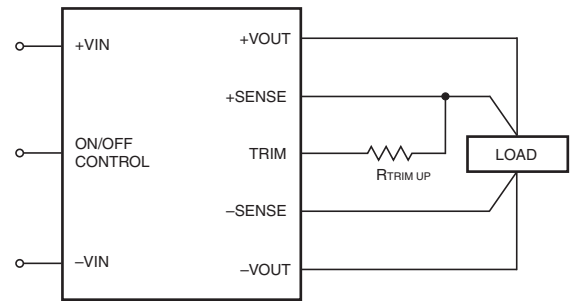 +VIN
ON/OFF
CONTROL
–VIN
+VOUT
+SENSE
TRIM
–SENSE
–VOUT
RTRIM UP
LOAD